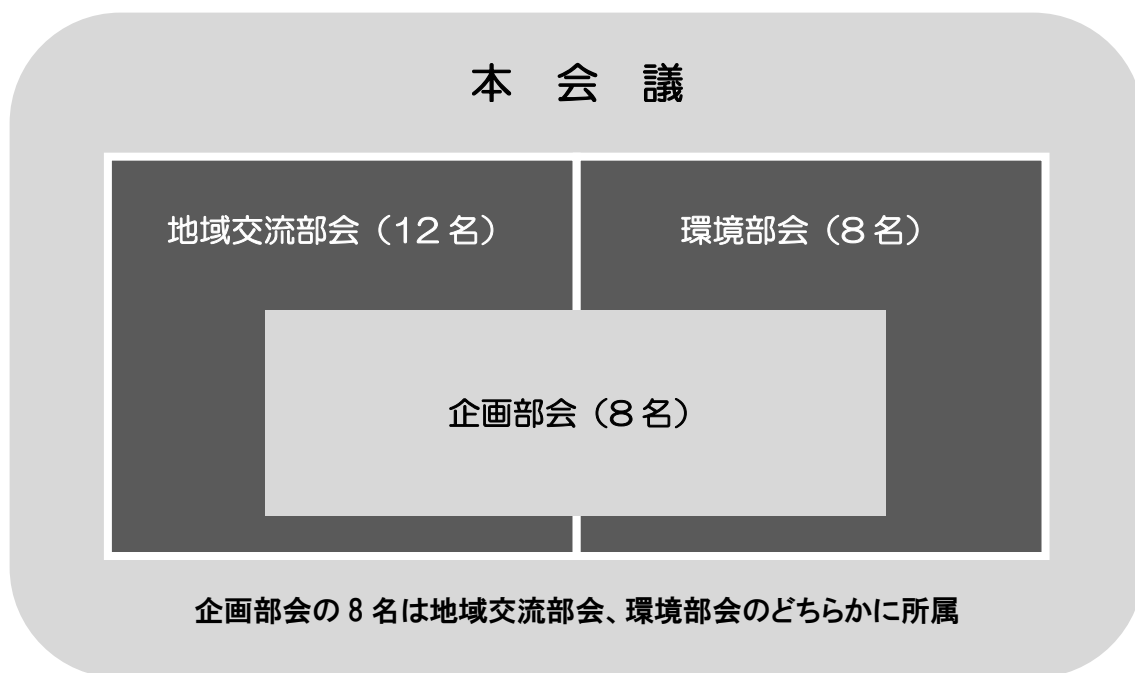 本 会 議
地域交流部会（12名）
環境部会（8名）
企画部会（8名）
企画部会の8名は地域交流部会、環境部会のどちらかに所属